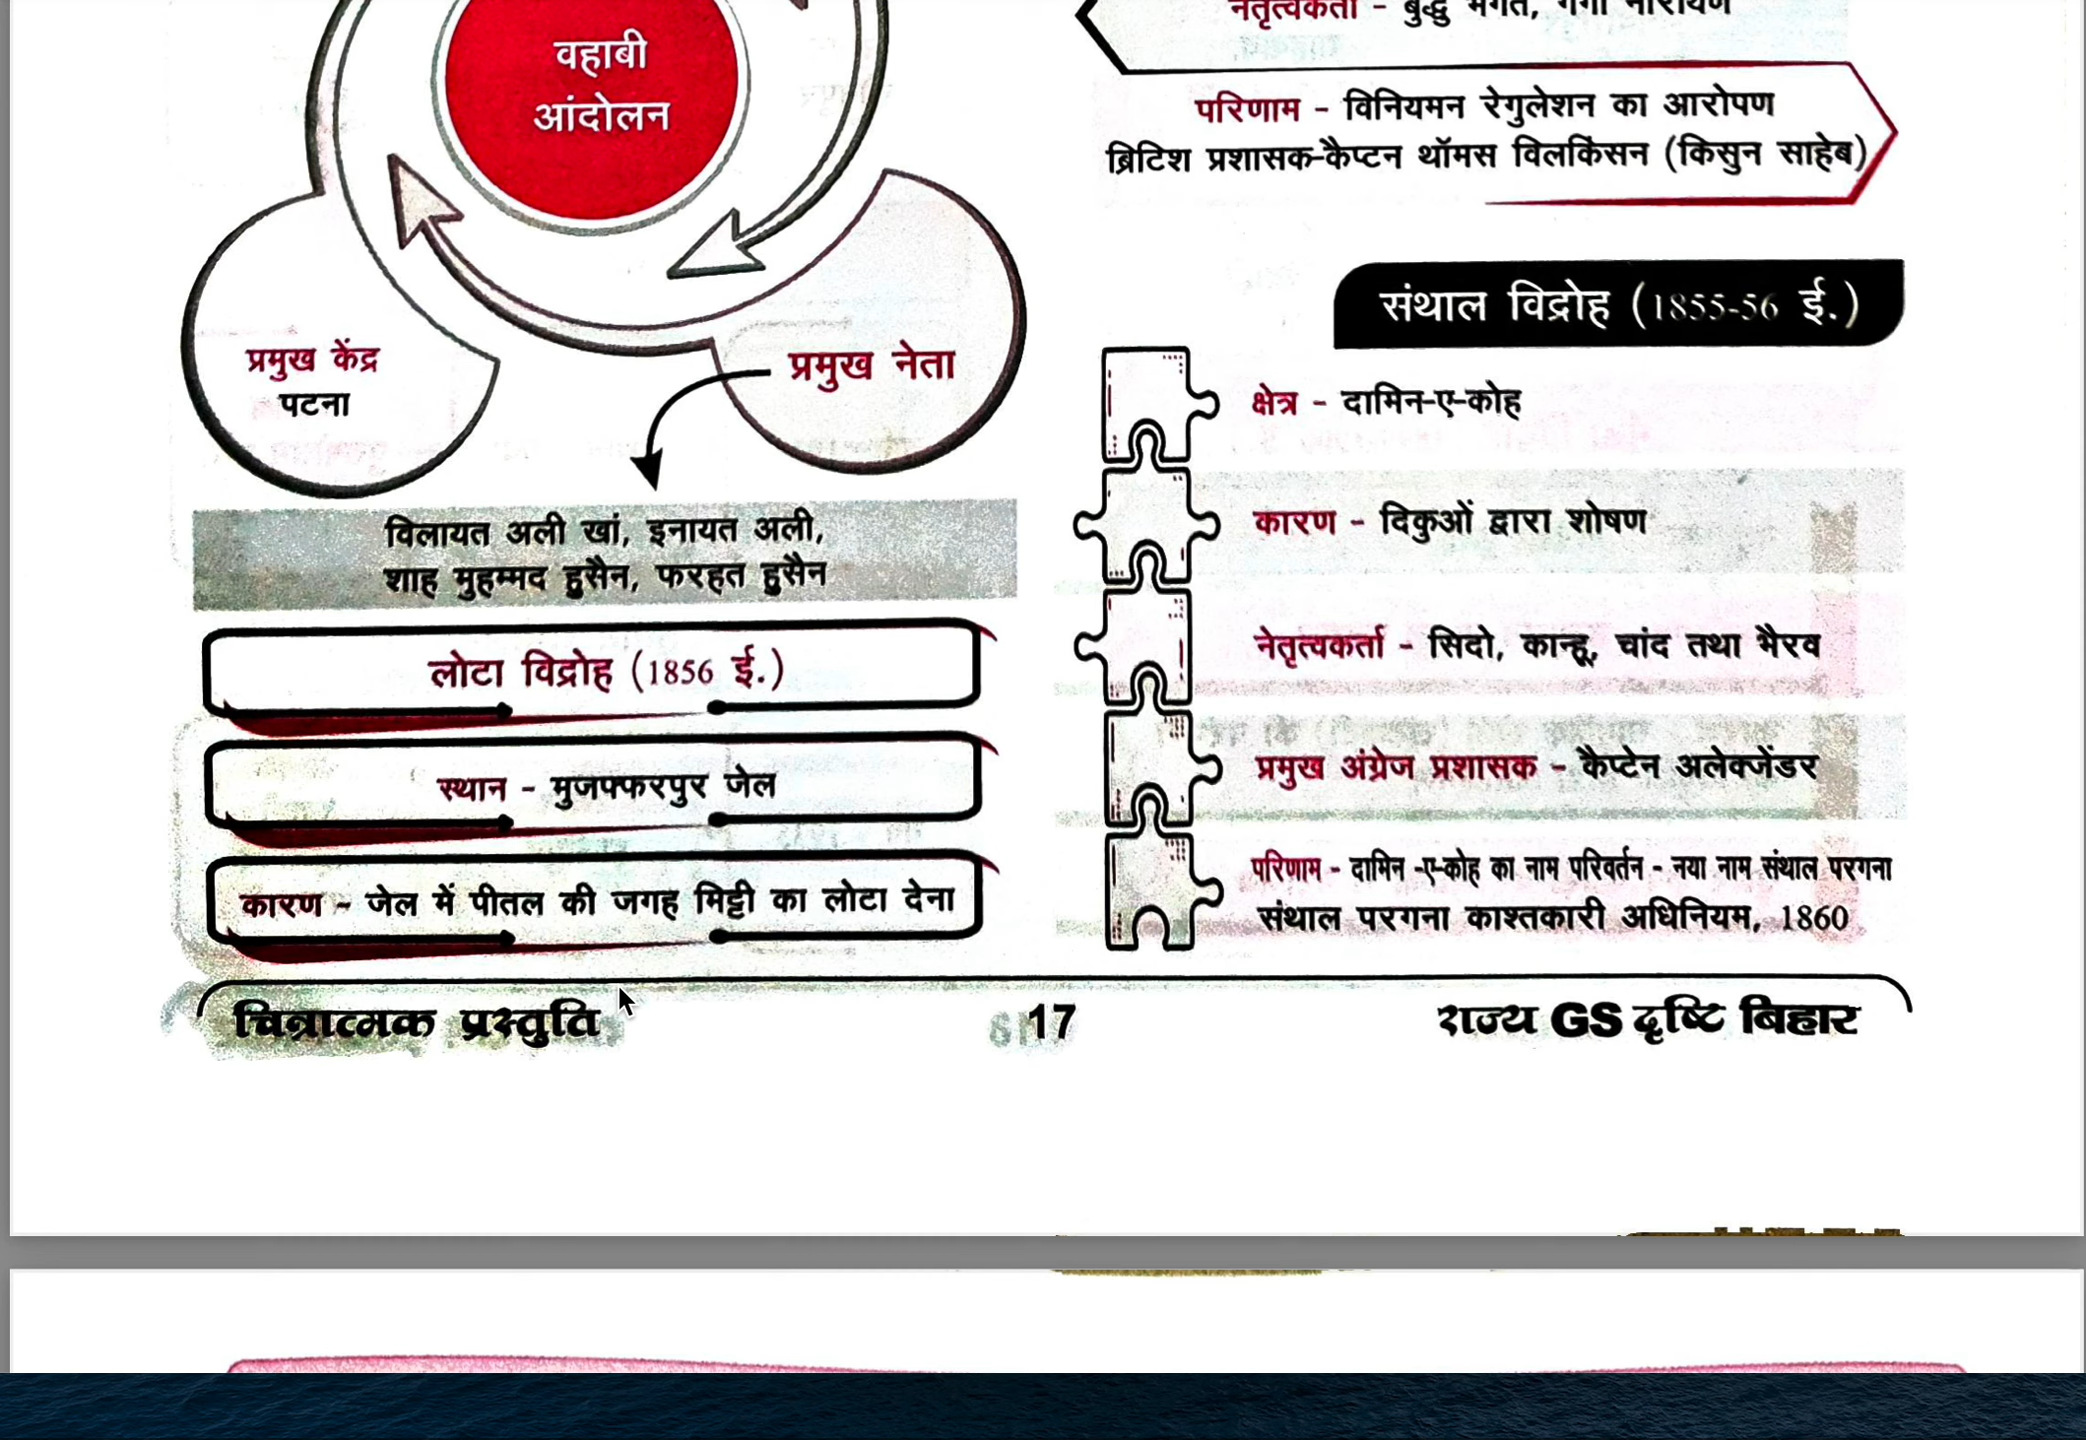 वहाबी
आंदोलन
प्रमुख केंद्र
पटना
प्रमुख नेता
विलायत अली खां, इनायत अली,
शाह मुहम्मद हुसैन, फरहत हुसैन
लोटा विद्रोह (1856 ई.)
स्थान - मुजफ्फरपुर जेल
कारण - जेल में पीतल की जगह मिट्टी का लोटा देना
नेतृत्वकर्ता - बुद्धु भगत, गंगा नारायण
परिणाम - विनियमन रेगुलेशन का आरोपण
ब्रिटिश प्रशासक-कैप्टन थॉमस विलकिंसन (किसुन साहेब)
संथाल विद्रोह (1855-56 ई.)
क्षेत्र - दामिन-ए-कोह
कारण - दिकुओं द्वारा शोषण
नेतृत्वकर्ता - सिदो, कान्हू, चांद तथा भैरव
प्रमुख अंग्रेज प्रशासक - कैप्टेन अलेक्जेंडर
परिणाम - दामिन -ए-कोह का नाम परिवर्तन - नया नाम संथाल परगना
संथाल परगना काश्तकारी अधिनियम, 1860
चित्रात्मक प्रस्तुति
17
राज्य GS दृष्टि बिहार